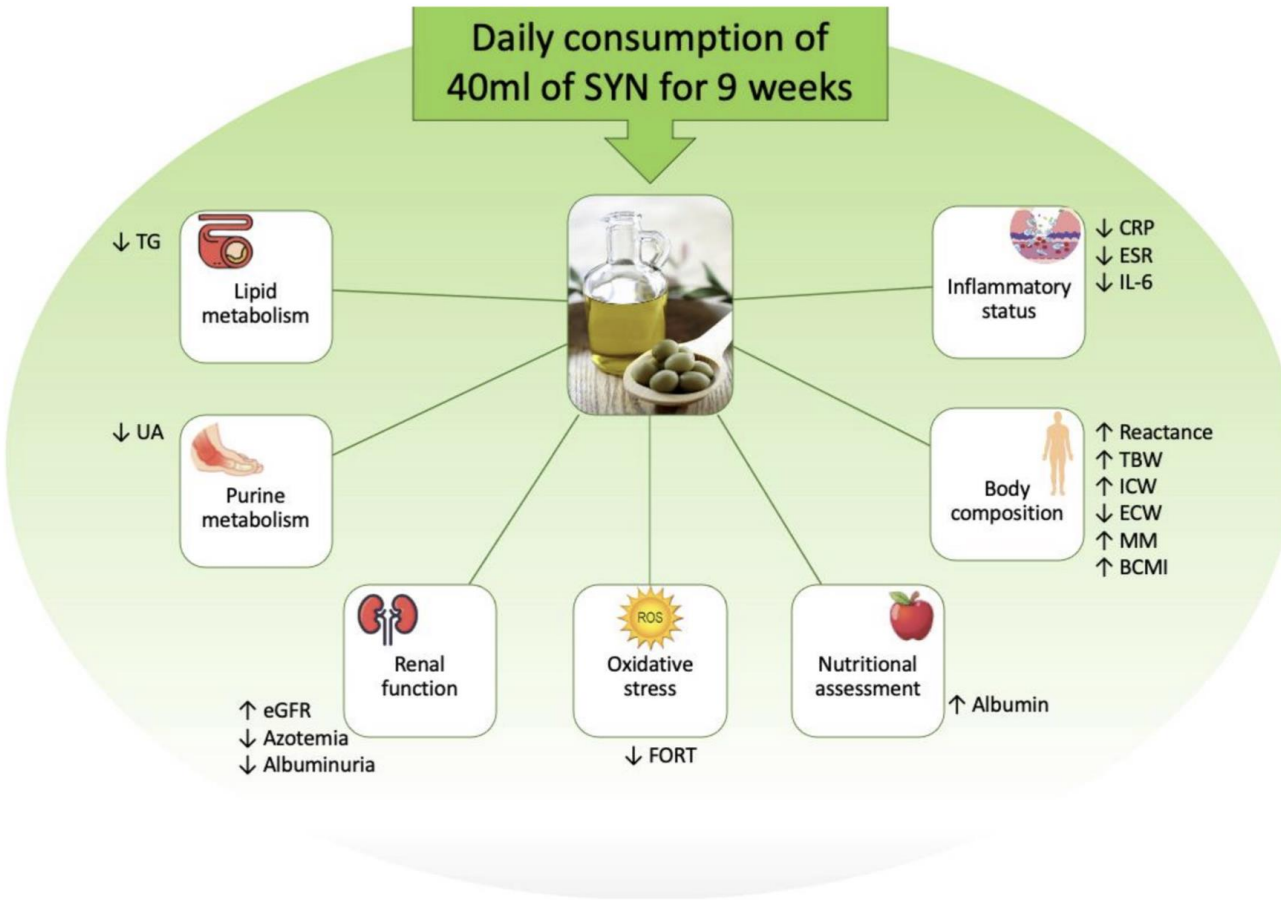 Daily consumption of
40ml of SYN for 9 weeks
↓ TG
Lipid
metabolism
Inflammatory
status
↓ CRP
↓ ESR
↓ IL-6
↓ UA
Purine
metabolism
Body
composition
↑ Reactance
↑ TBW
↑ ICW
↓ ECW
↑ MM
↑ BCMI
Renal
function
↑ eGFR
↓ Azotemia
↓ Albuminuria
ROS
Oxidative
stress
↓ FORT
Nutritional
assessment
↑ Albumin